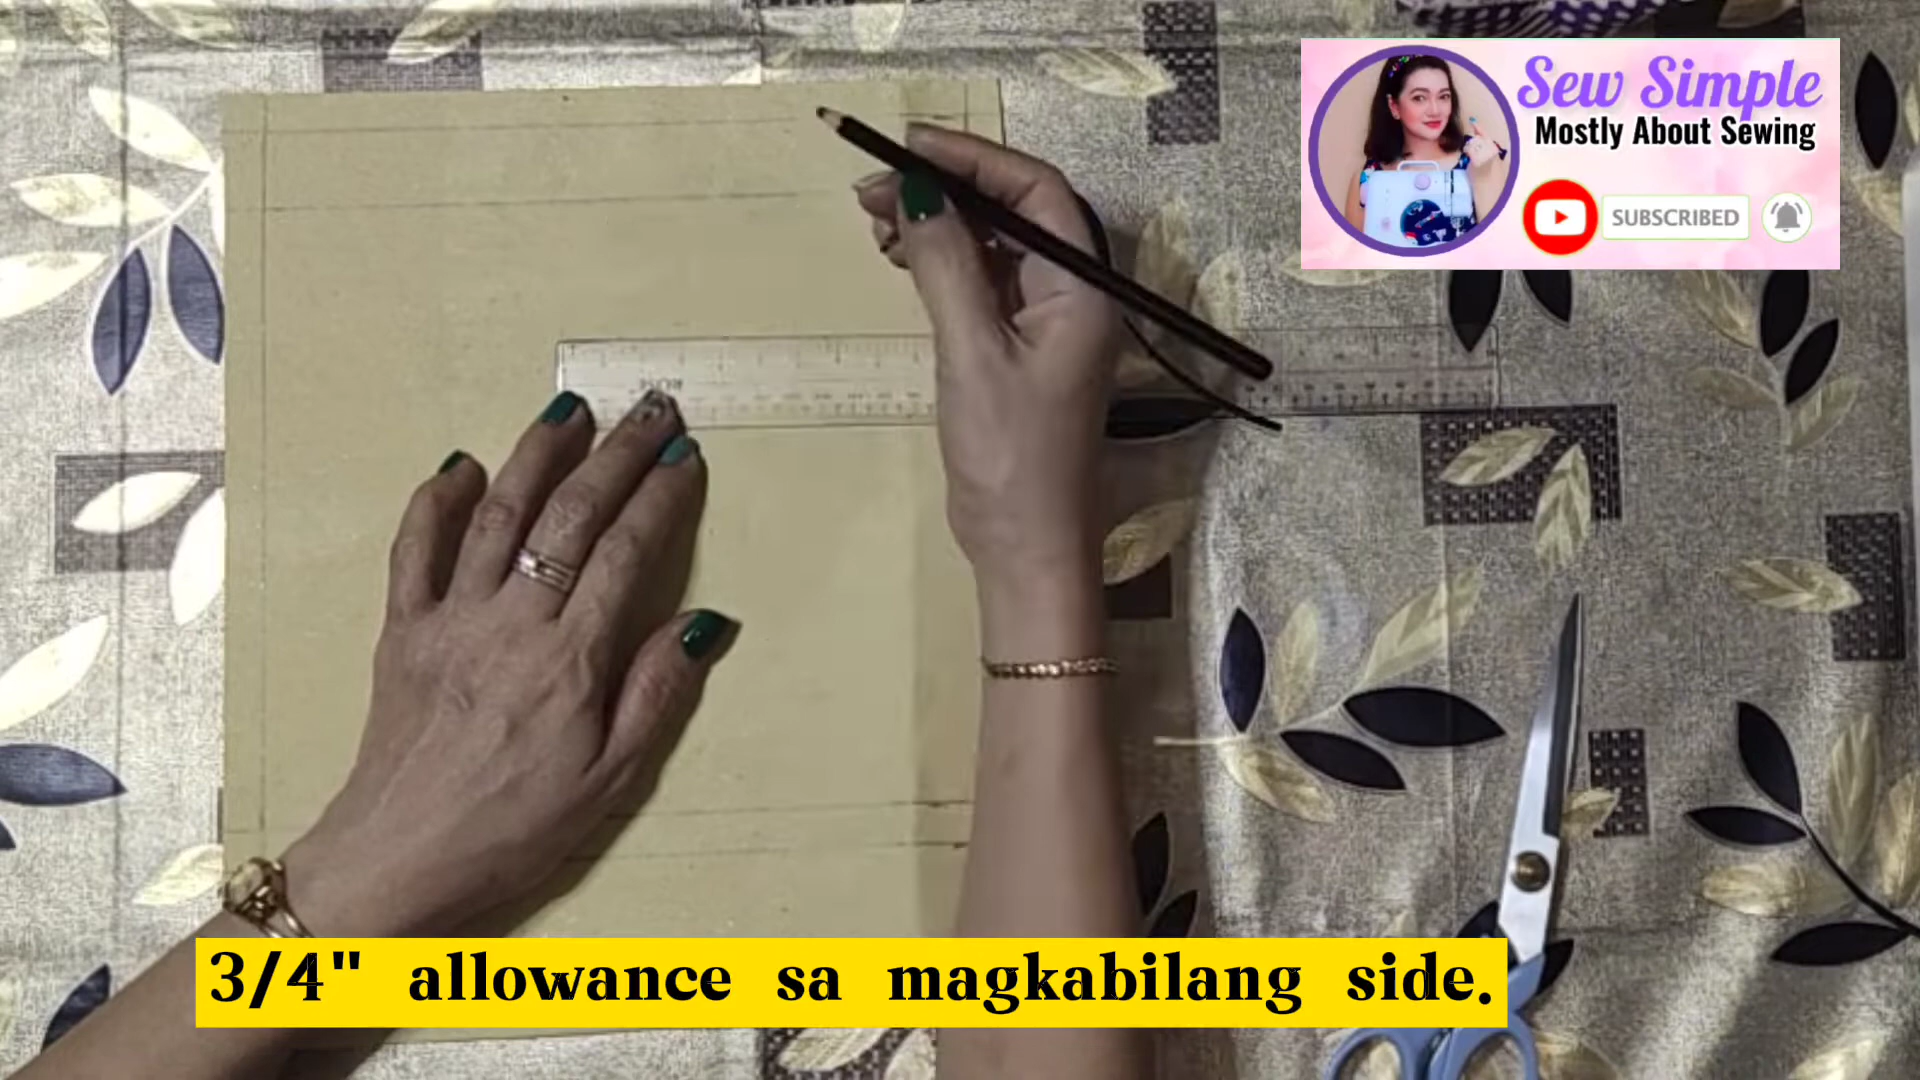 Sew Simple
Mostly About Sewing
SUBSCRIBED
3/4" allowance sa magkabilang side.